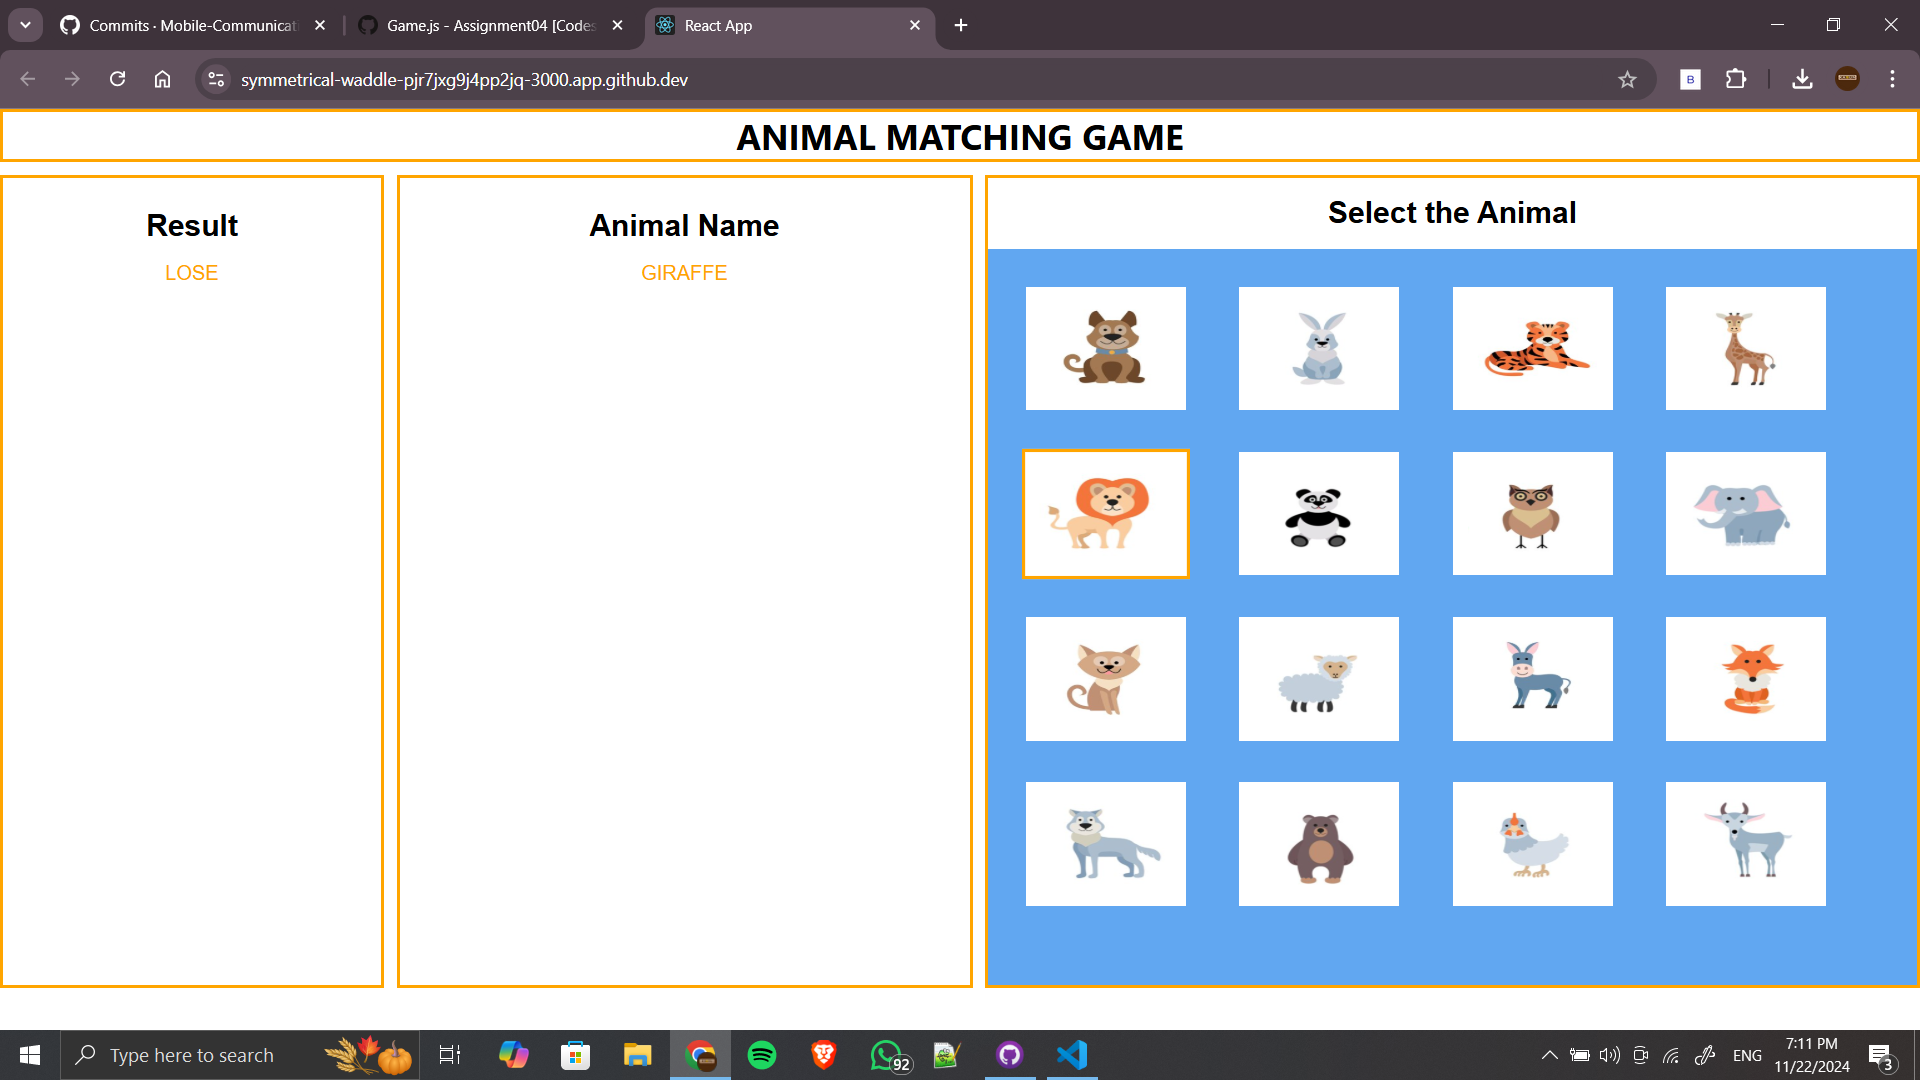 Commits · Mobile-Communicat
Game.js - Assignment04 [Codes
React App
symmetrical-waddle-pjr7jxg9j4pp2jq-3000.app.github.dev
B
ANIMAL MATCHING GAME
Result
LOSE
Animal Name
GIRAFFE
Select the Animal
Type here to search
92
ENG
7:11 PM
11/22/2024
3